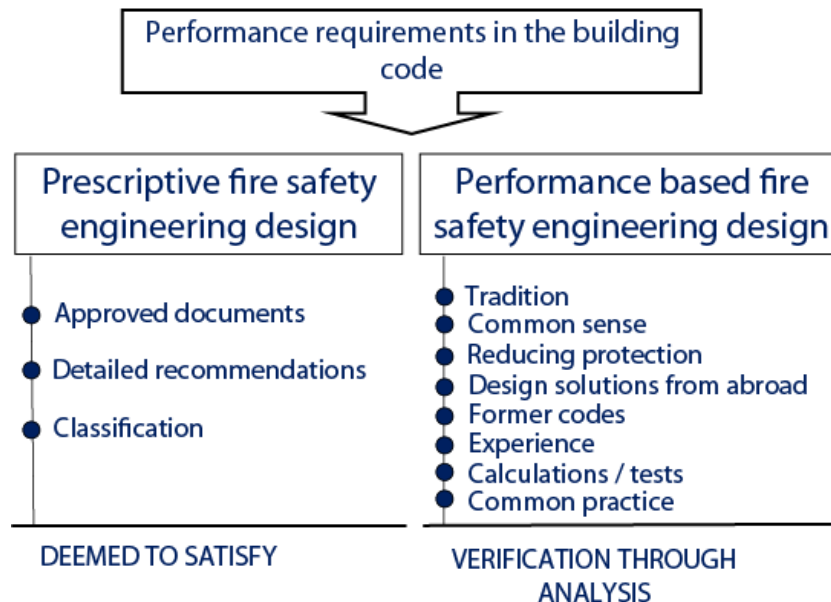 Performance requirements in the building
code
Prescriptive fire safety
engineering design
Approved documents
Detailed recommendations
Classification
DEEMED TO SATISFY
Performance based fire
safety engineering design
Tradition
Common sense
Reducing protection
Design solutions from abroad
Former codes
Experience
Calculations / tests
Common practice
VERIFICATION THROUGH
ANALYSIS